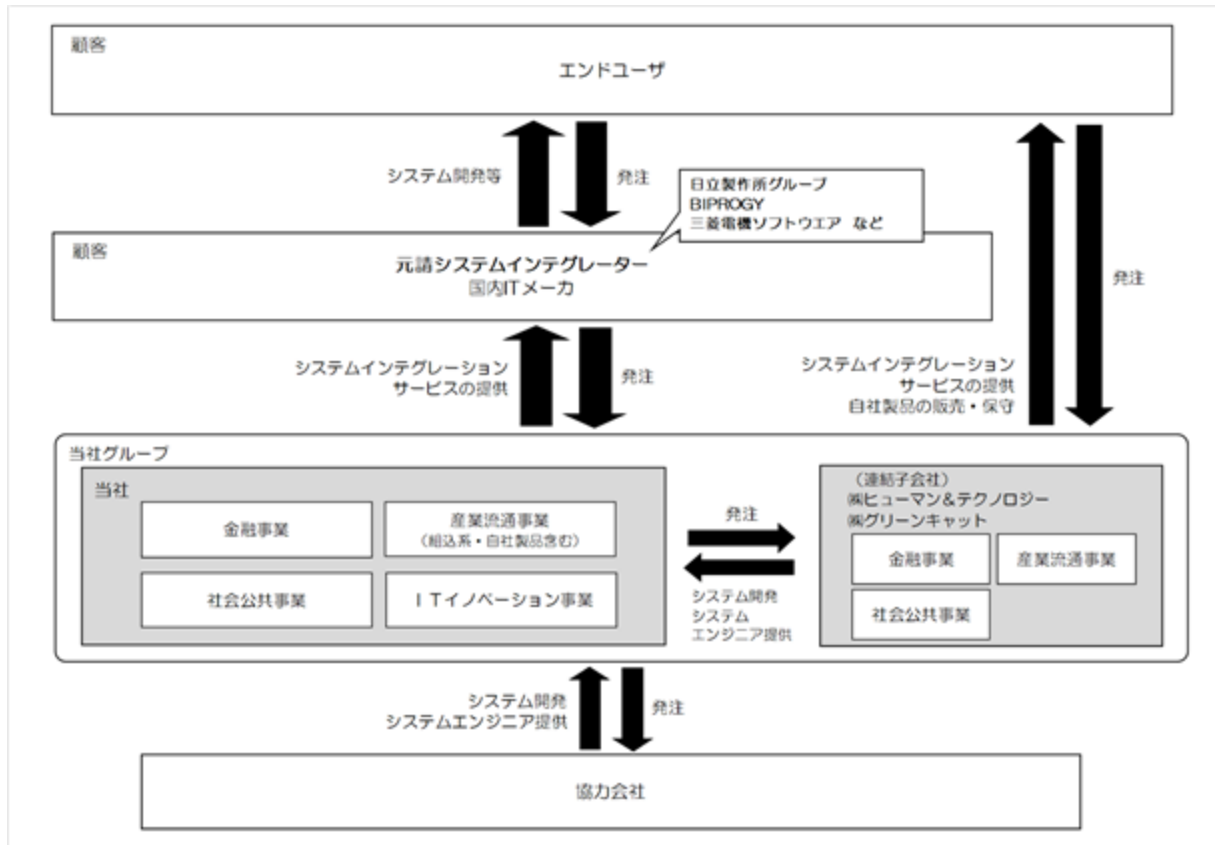 顧客
エンドユーザ
システム開発等
発注
日立製作所グループ
BIPROGY
三菱電機ソフトウエア など
顧客
元請システムインテグレーター
国内ITメーカ
発注
システムインテグレーション
サービスの提供
発注
システムインテグレーション
サービスの提供
自社製品の販売・保守
当社グループ
当社
金融事業
産業流通事業
（組込系・自社製品含む）
社会公共事業
ＩＴイノベーション事業
発注
システム開発
システム
エンジニア提供
（連結子会社）
㈱ヒューマン＆テクノロジー
㈱グリーンキャット
金融事業
産業流通事業
社会公共事業
システム開発
システムエンジニア提供
発注
協力会社